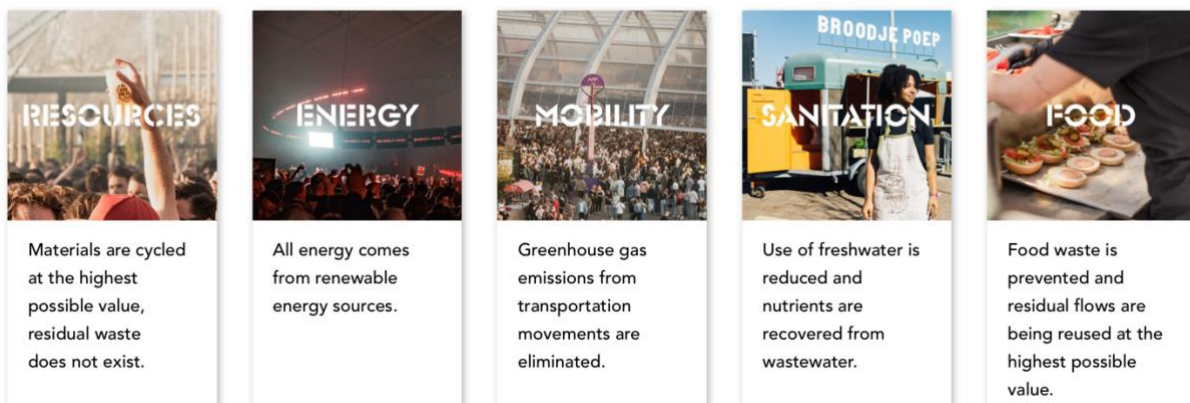 RESOURCES
Materials are cycled
at the highest
possible value,
residual waste
does not exist.
ENERGY
All energy comes
from renewable
energy sources.
MOBILITY
Greenhouse gas
emissions from
transportation
movements are
eliminated.
BROODJE POEP
SANITATION
Use of freshwater is
reduced and
nutrients are
recovered from
wastewater.
FOOD
Food waste is
prevented and
residual flows are
being reused at the
highest possible
value.